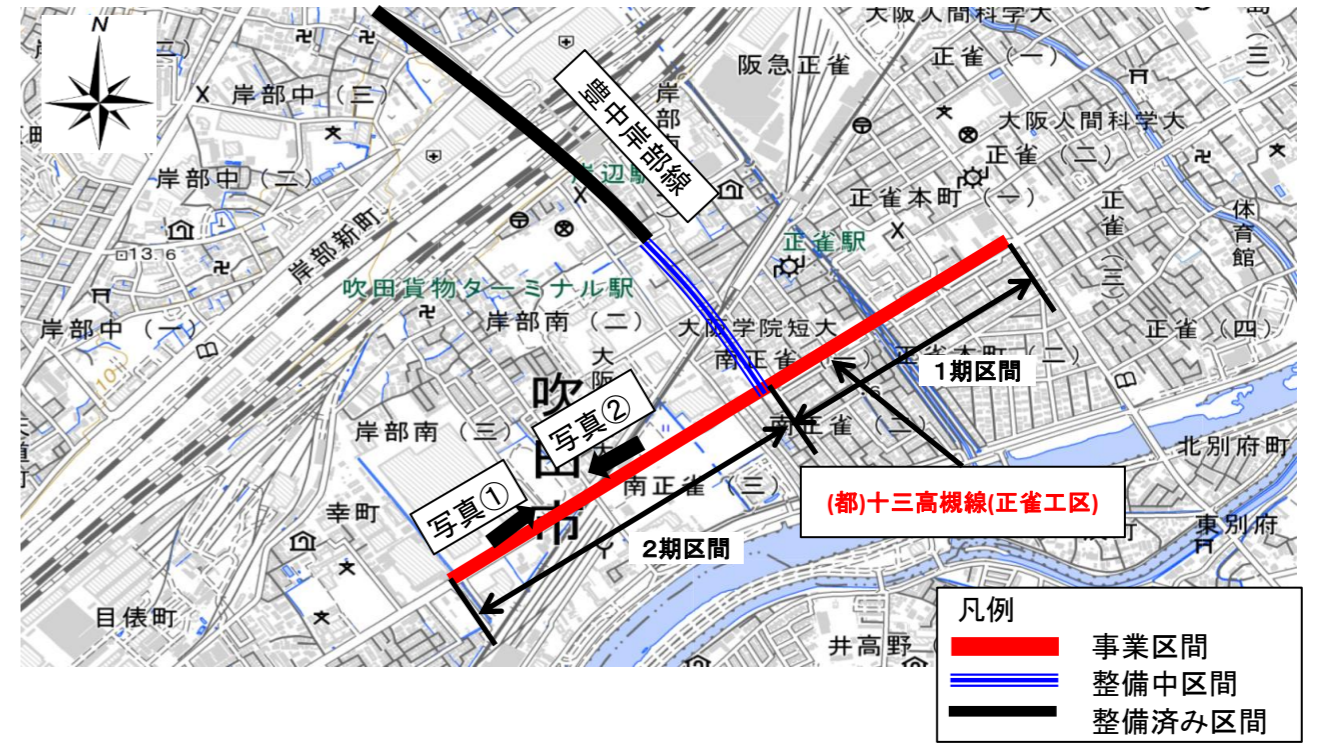 N
大阪人間科学大
正雀（一）
阪急正雀
岸部中（三）
豊中岸部線
大阪人間科学大
正雀（二）
岸部中（二）
岸辺駅
正雀本町（一）
正雀（三）
体育館
岸部新町
13.6
正雀駅
吹田貨物ターミナル駅
岸部南（二）
大阪学院短大
岸部中（一）
正雀（四）
南正雀（一）
正雀本町（二）
1期区間
10
吹田市
写真②
岸部南（三）
南正雀（二）
北別府町
写真①
南正雀（三）
(都)十三高槻線(正雀工区)
幸町
2期区間
東別府
目俵町
井高野
凡例
事業区間
整備中区間
整備済み区間